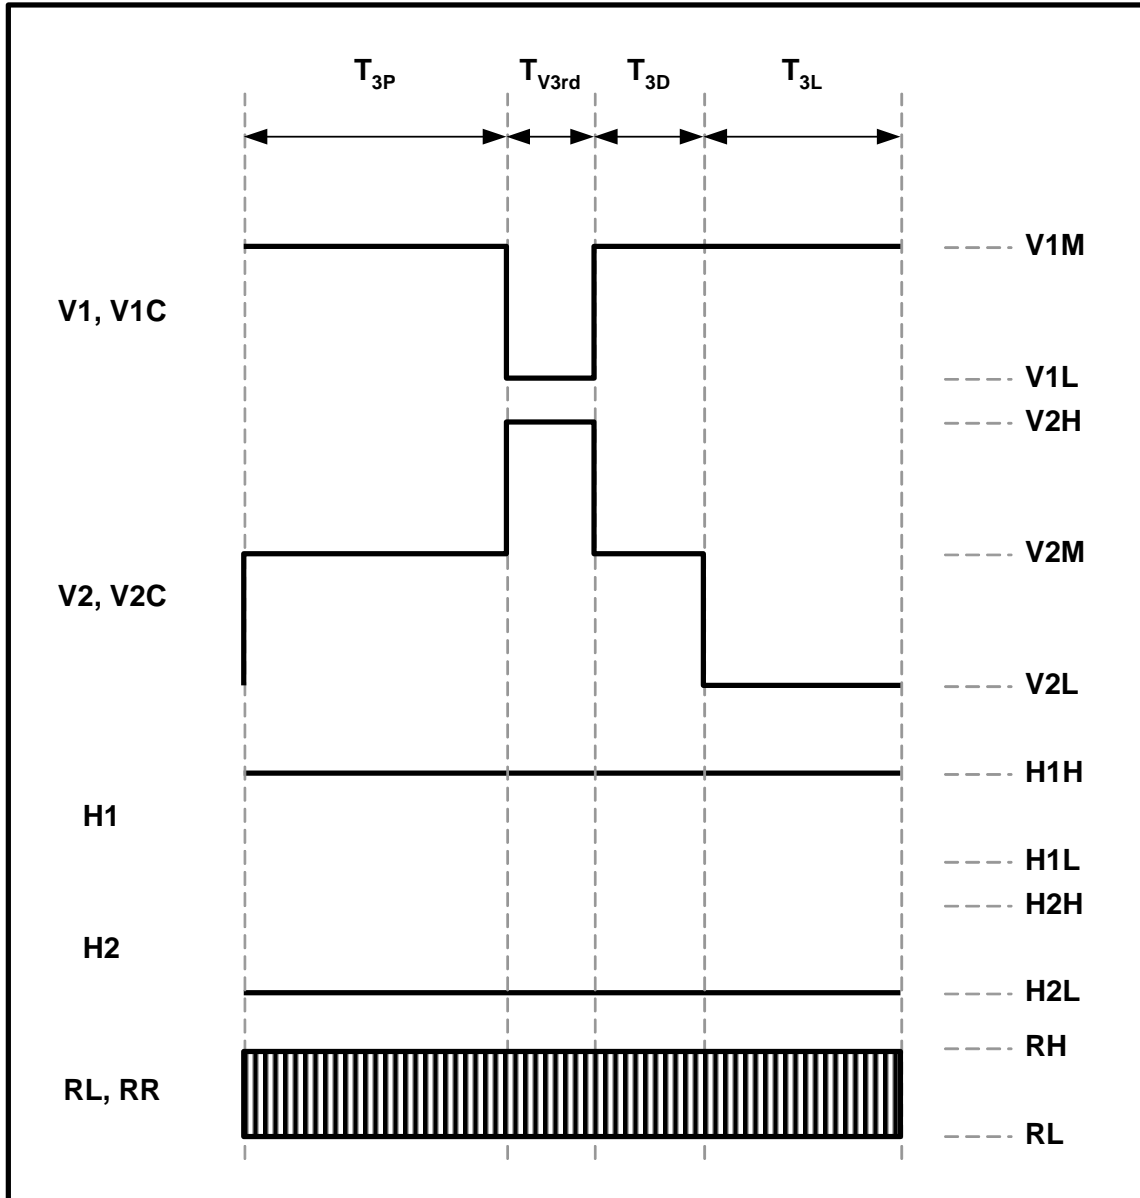 T3P TV3rd T3D T3L
V1M
V1, V1C
V1L
V2H
V2M
V2, V2C
V2L
H1H
H1
H1L
H2H
H2
H2L
RH
RL, RR
RL